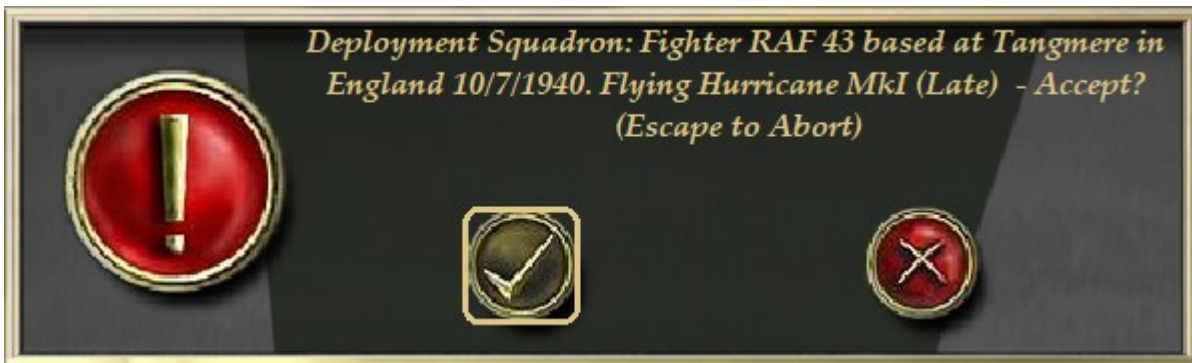 Deployment Squadron: Fighter RAF 43 based at Tangmere in
England 10/7/1940. Flying Hurricane MkI (Late)  - Accept?
(Escape to Abort)